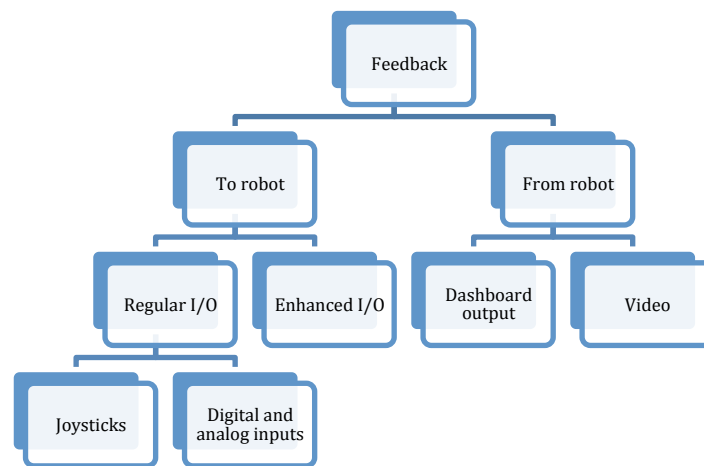 Feedback
To robot
From robot
Regular I/O
Enhanced I/O
Dashboard
output
Video
Joysticks
Digital and
analog inputs